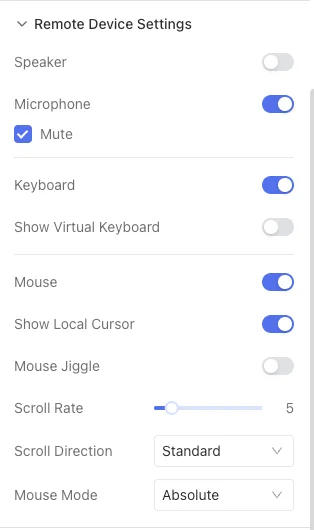 Remote Device Settings
Speaker
Microphone
Mute
Keyboard
Show Virtual Keyboard
Mouse
Show Local Cursor
Mouse Jiggle
Scroll Rate 5
Scroll Direction Standard
Mouse Mode Absolute